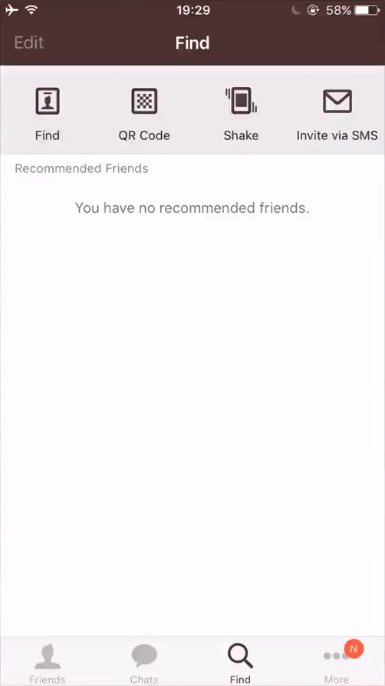 19:29 58%
Edit Find
Find QR Code Shake Invite via SMS
Recommended Friends
You have no recommended friends.
N
Friends Chats Find More